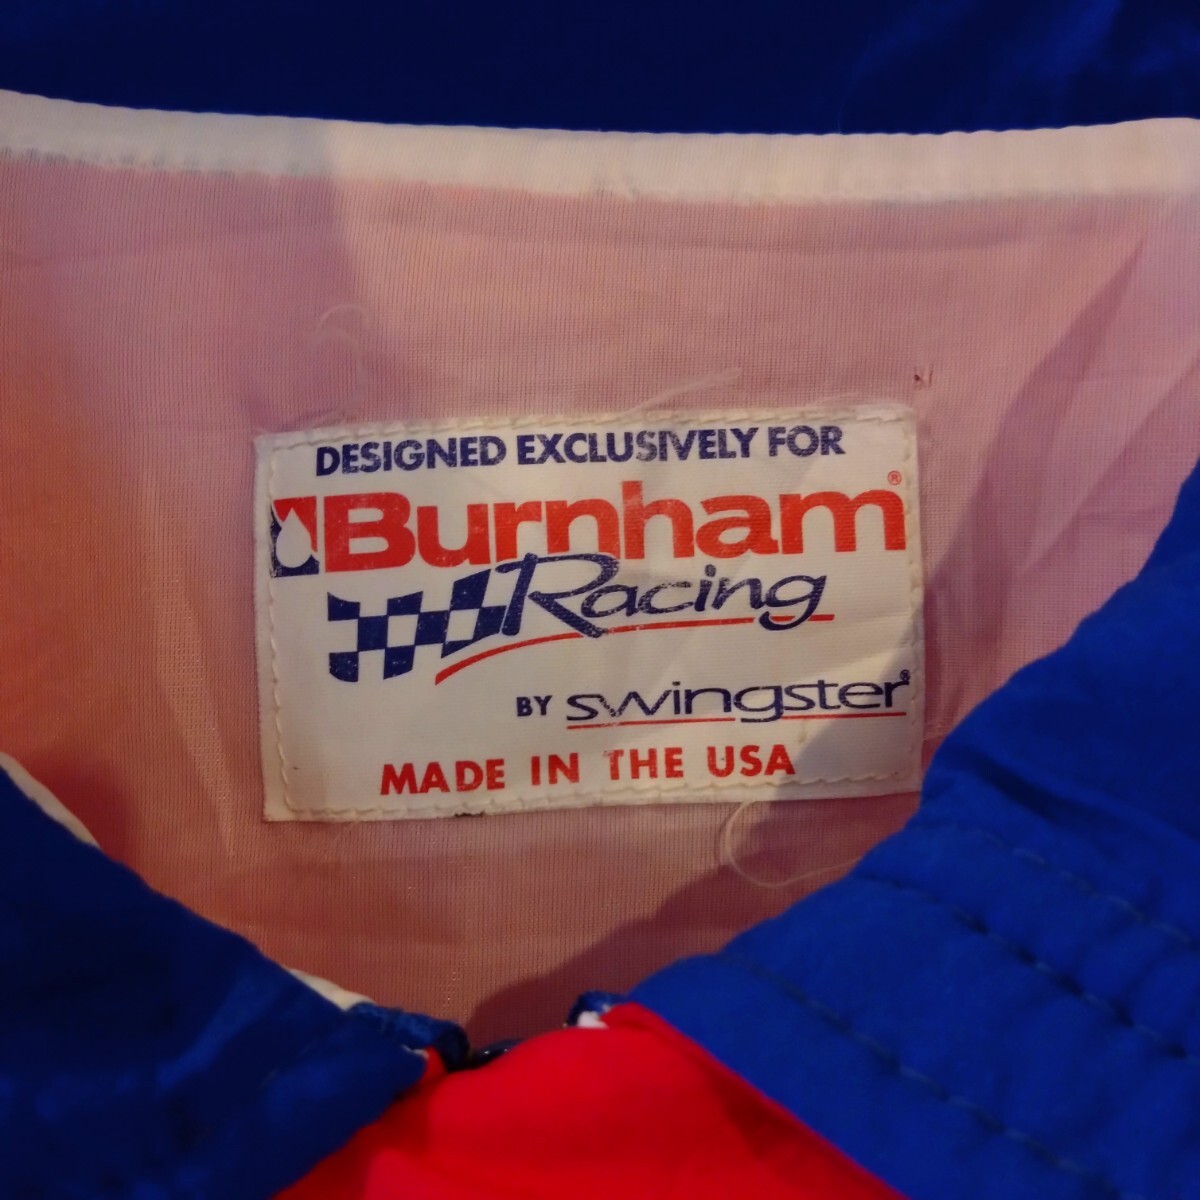 DESIGNED EXCLUSIVELY FOR
Burnham®
Racing
BY swingster®
MADE IN THE USA